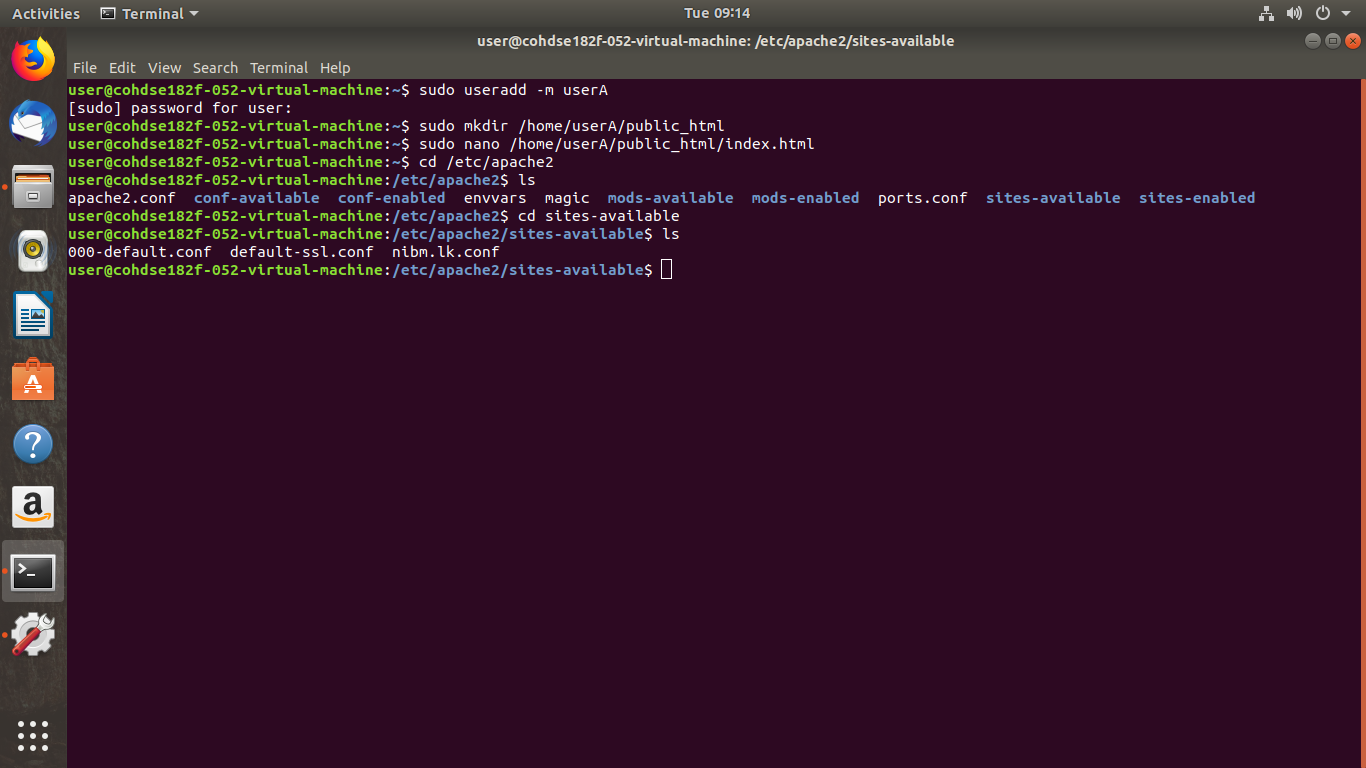 Activities Terminal Tue 09:14
user@cohdse182f-052-virtual-machine: /etc/apache2/sites-available
File Edit View Search Terminal Help
user@cohdse182f-052-virtual-machine:~$ sudo useradd -m userA
[sudo] password for user:
user@cohdse182f-052-virtual-machine:~$ sudo mkdir /home/userA/public_html
user@cohdse182f-052-virtual-machine:~$ sudo nano /home/userA/public_html/index.html
user@cohdse182f-052-virtual-machine:~$ cd /etc/apache2
user@cohdse182f-052-virtual-machine:/etc/apache2$ ls
apache2.conf  conf-available  conf-enabled  envvars  magic  mods-available  mods-enabled  ports.conf  sites-available  sites-enabled
user@cohdse182f-052-virtual-machine:/etc/apache2$ cd sites-available
user@cohdse182f-052-virtual-machine:/etc/apache2/sites-available$ ls
000-default.conf  default-ssl.conf  nibm.lk.conf
user@cohdse182f-052-virtual-machine:/etc/apache2/sites-available$